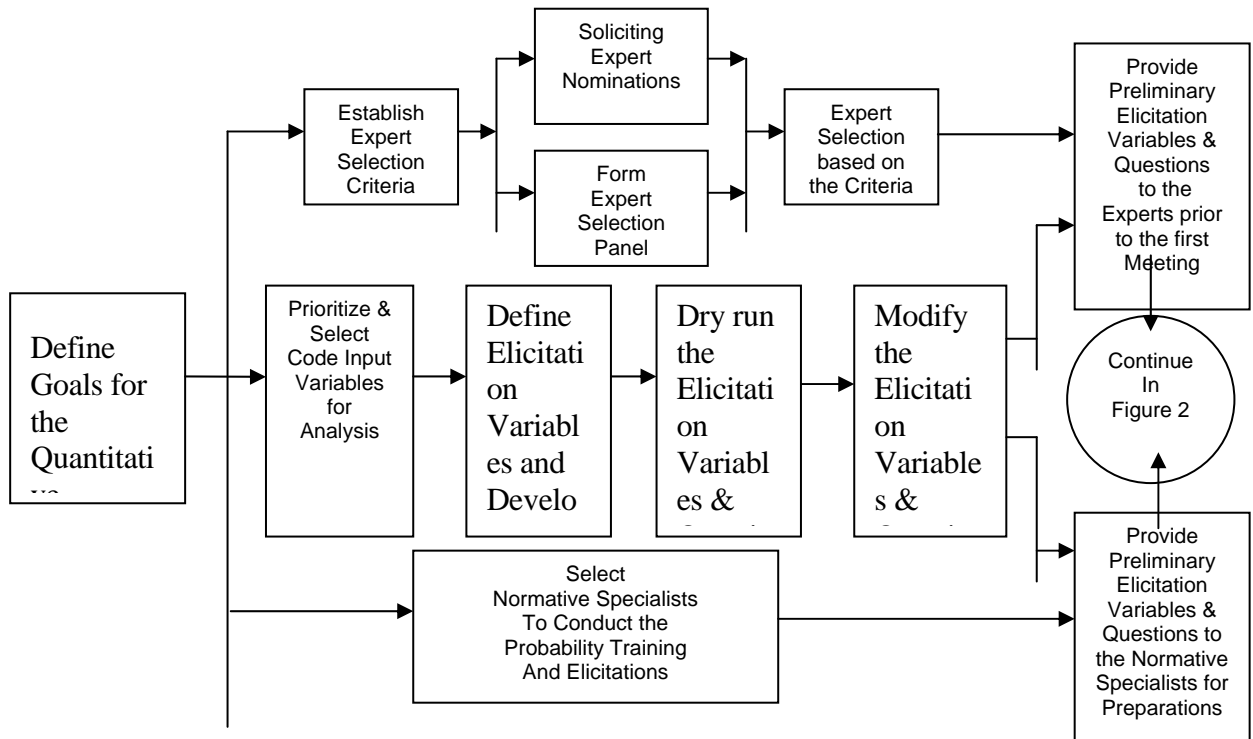 Soliciting
Expert
Nominations
Establish
Expert
Selection
Criteria
Form
Expert
Selection
Panel
Expert
Selection
based on
the Criteria
Provide
Preliminary
Elicitation
Variables &
Questions
to the
Experts prior
to the first
Meeting
Define
Goals for
the
Quantitati
Prioritize &
Select
Code Input
Variables
for
Analysis
Define
Elicitati
on
Variabl
es and
Develo
Dry run
the
Elicitati
on
Variabl
es &
Modify
the
Elicitati
on
Variable
s &
Continue
In
Figure 2
Select
Normative Specialists
To Conduct the
Probability Training
And Elicitations
Provide
Preliminary
Elicitation
Variables &
Questions to
the Normative
Specialists for
Preparations